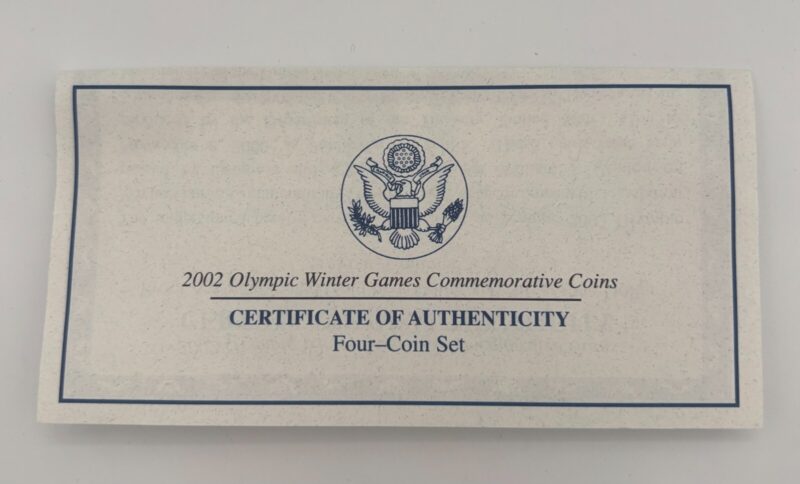 2002 Olympic Winter Games Commemorative Coins
CERTIFICATE OF AUTHENTICITY
Four–Coin Set